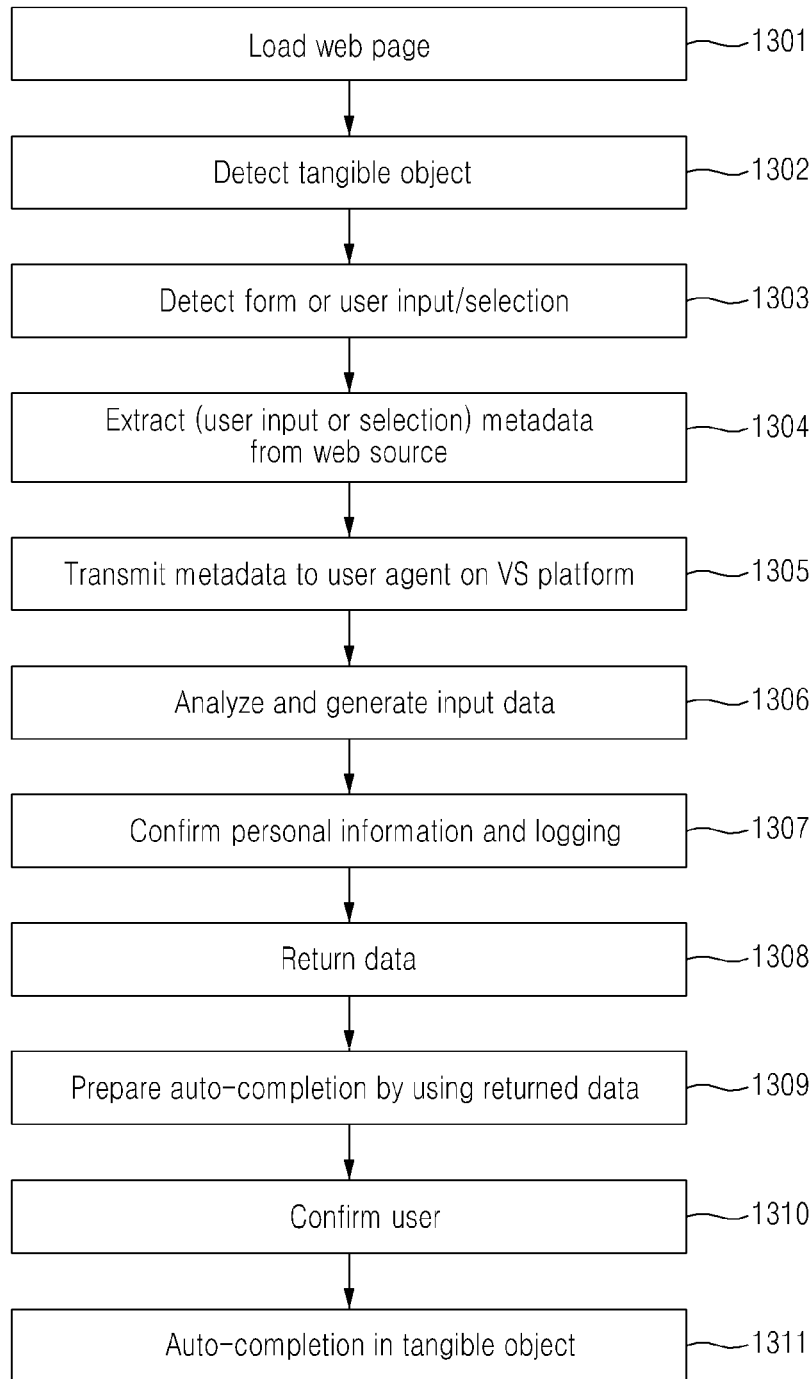 Load web page
1301
Detect tangible object
1302
Detect form or user input/selection
1303
Extract (user input or selection) metadata
from web source
1304
Transmit metadata to user agent on VS platform
1305
Analyze and generate input data
1306
Confirm personal information and logging
1307
Return data
1308
Prepare auto-completion by using returned data
1309
Confirm user
1310
Auto-completion in tangible object
1311